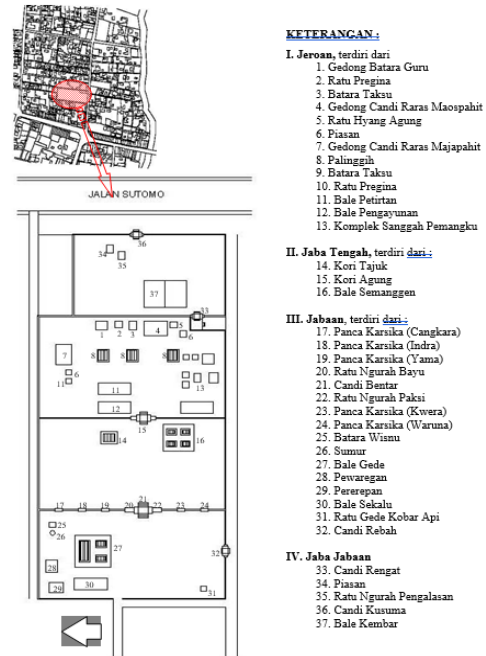 JALAN SUTOMO
36
34
35
37
33
1
2
3
4
5
6
7
8
8
8
6
11
13
11
12
15
14
16
21
17
18
19
20
22
23
24
25
26
27
32
28
29
30
31
KETERANGAN :
I. Jeroan, terdiri dari
1. Gedong Batara Guru
2. Ratu Pregina
3. Batara Taksu
4. Gedong Candi Raras Maospahit
5. Ratu Hyang Agung
6. Piasan
7. Gedong Candi Raras Majapahit
8. Palinggih
9. Batara Taksu
10. Ratu Pregina
11. Bale Petirtan
12. Bale Pengayunan
13. Komplek Sanggah Pemangku
II. Jaba Tengah, terdiri dari :
14. Kori Tajuk
15. Kori Agung
16. Bale Semanggen
III. Jabaan, terdiri dari :
17. Panca Karsika (Cangkara)
18. Panca Karsika (Indra)
19. Panca Karsika (Yama)
20. Ratu Ngurah Bayu
21. Candi Bentar
22. Ratu Ngurah Paksi
23. Panca Karsika (Kwera)
24. Panca Karsika (Waruna)
25. Batara Wisnu
26. Sumur
27. Bale Gede
28. Pewaregan
29. Pererepan
30. Bale Sekalu
31. Ratu Gede Kobar Api
32. Candi Rebah
IV. Jaba Jabaan
33. Candi Rengat
34. Piasan
35. Ratu Ngurah Pengalasan
36. Candi Kusuma
37. Bale Kembar